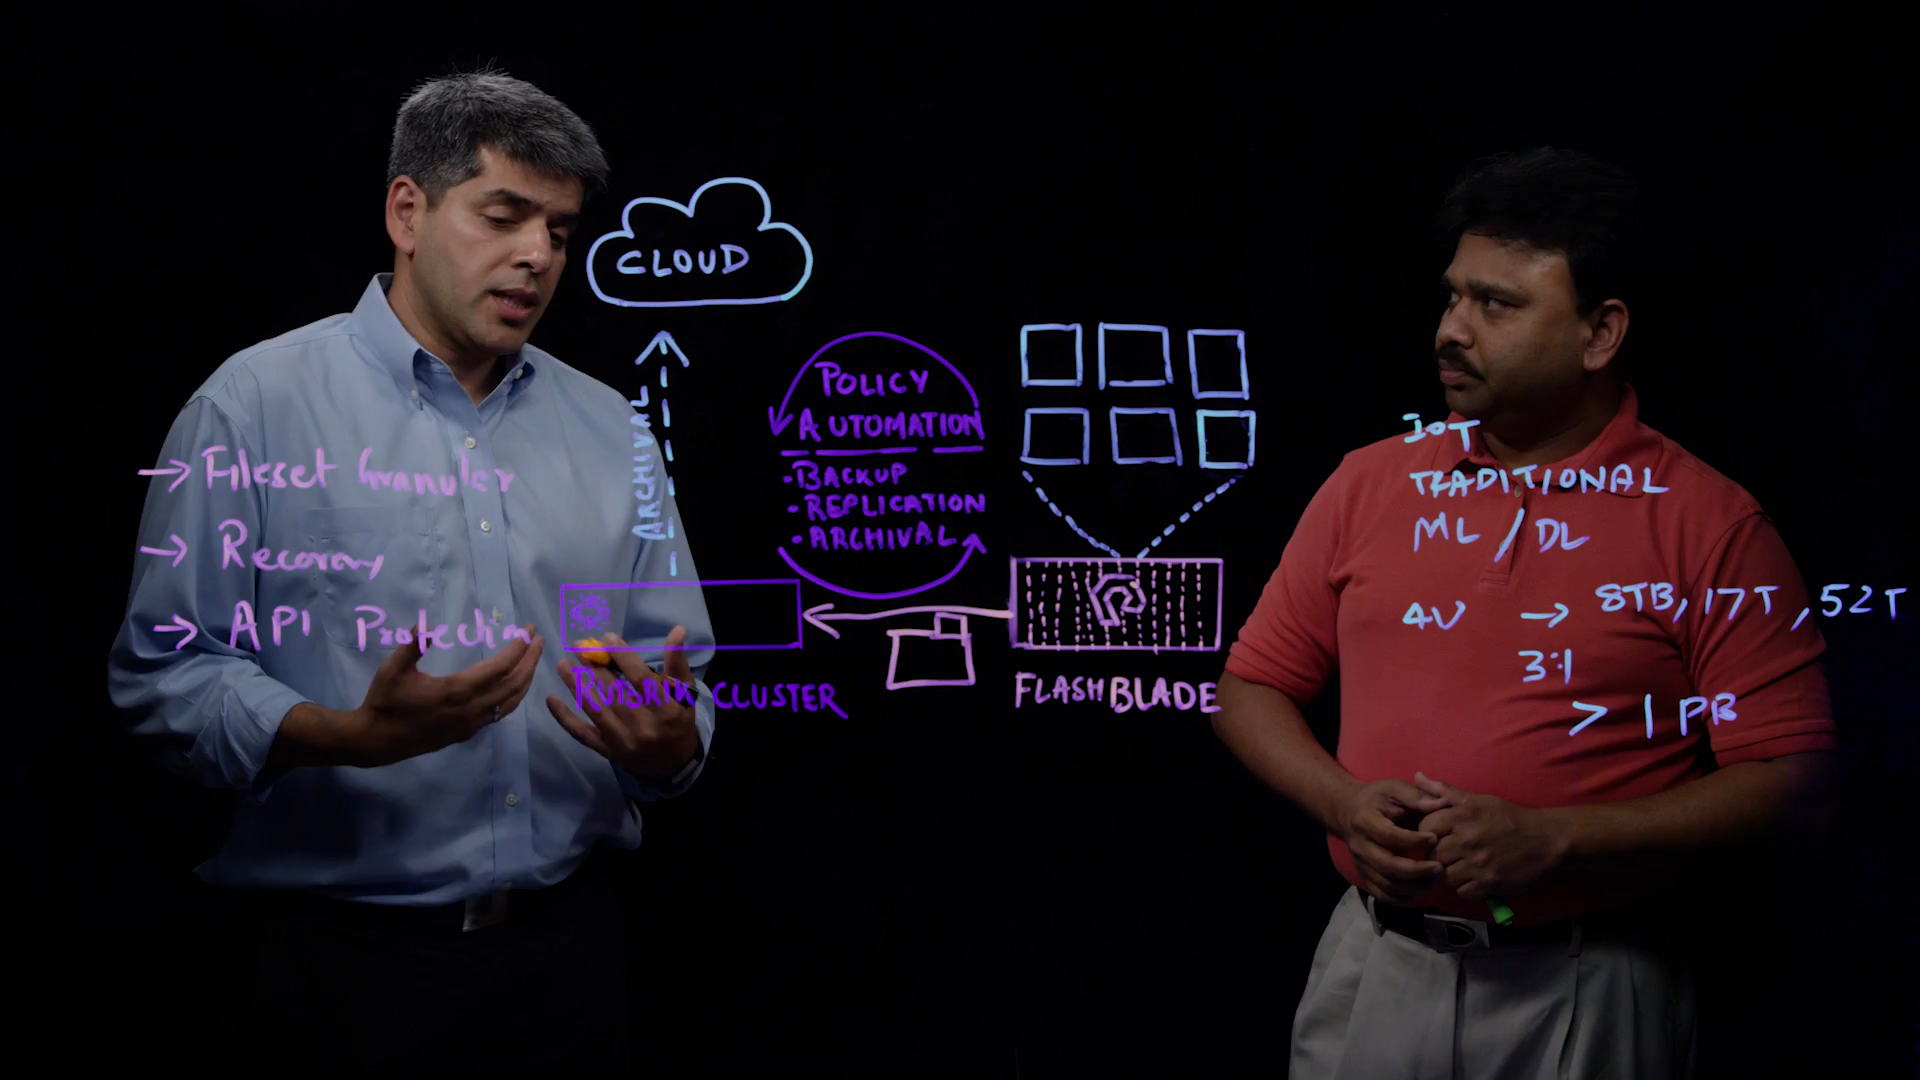 CLOUD
ARCHIVAL
POLICY
AUTOMATION
-BACKUP
·REPLICATION
·ARCHIVAL
→ Fileset Granular
→ Recovery
→ API Protection
RUBRIK CLUSTER
FLASHBLADE
IoT
TRADITIONAL
ML / DL
4U → 8TB, 17T, 52T
3:1
> 1 PB